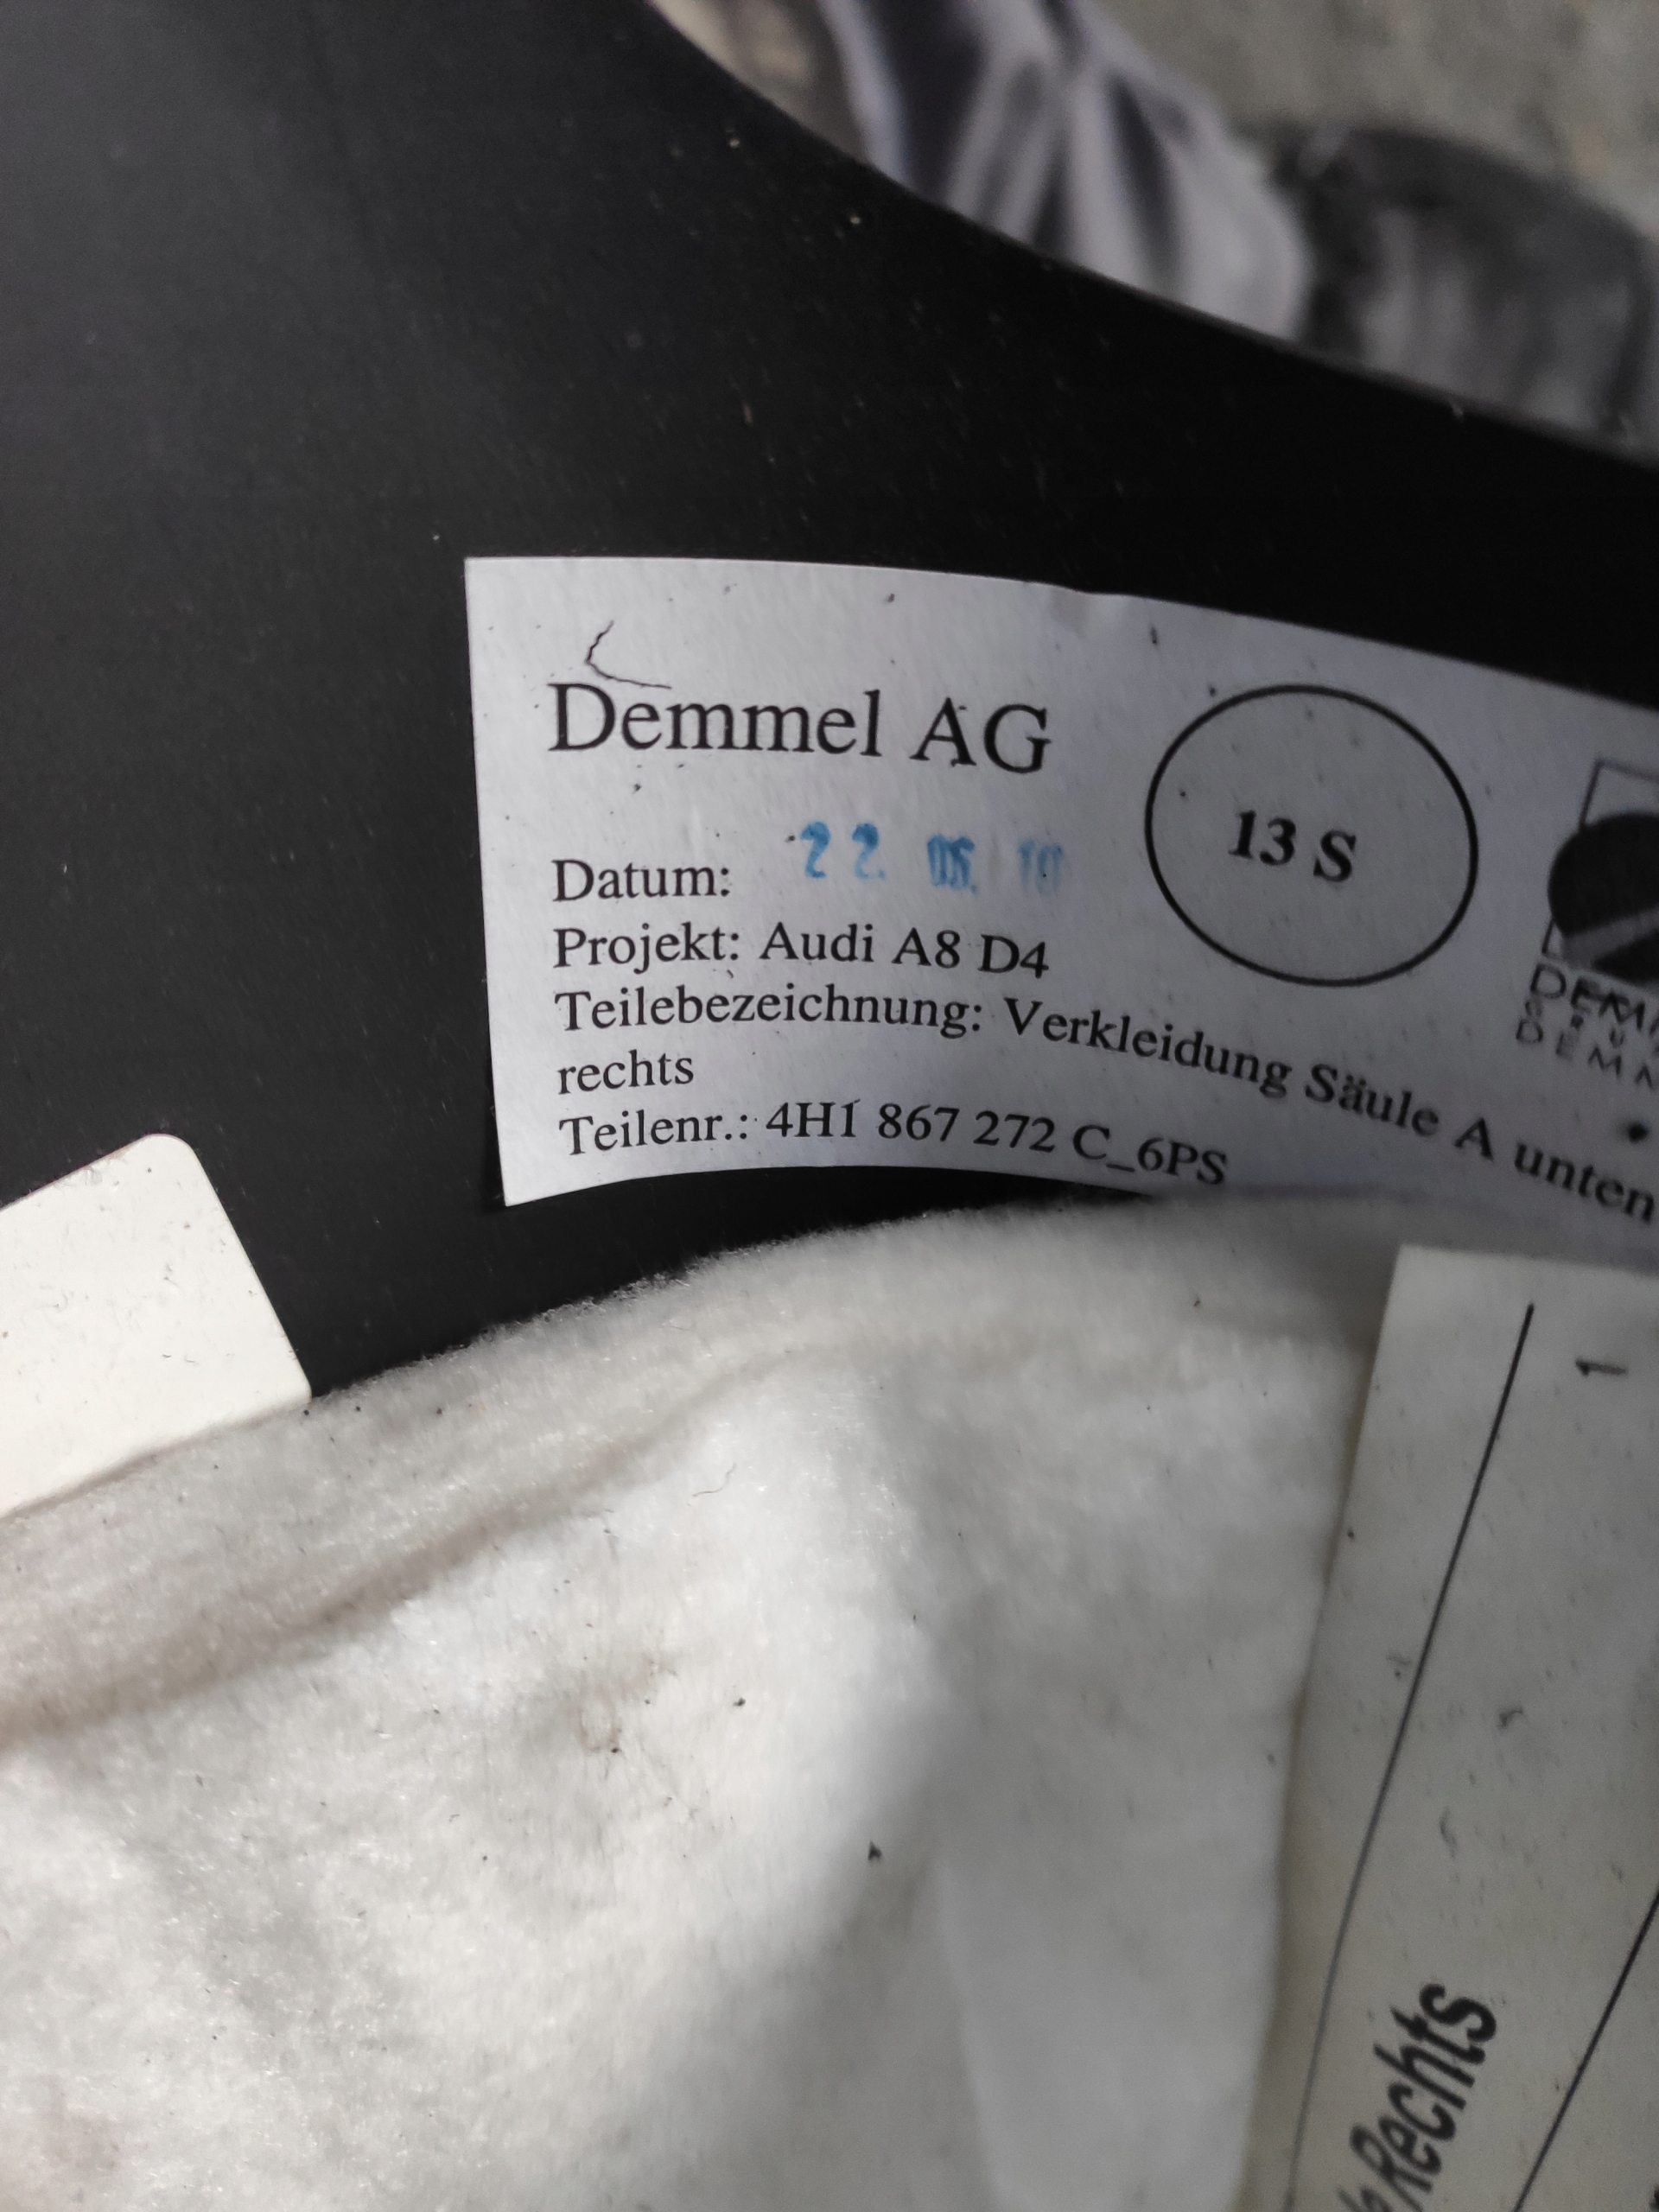 Demmel AG
13 S
Datum: 22. 05. 10
Projekt: Audi A8 D4
Teilebezeichnung: Verkleidung Säule A unten
rechts
Teilenr.: 4H1 867 272 C_6PS
1
Rechts